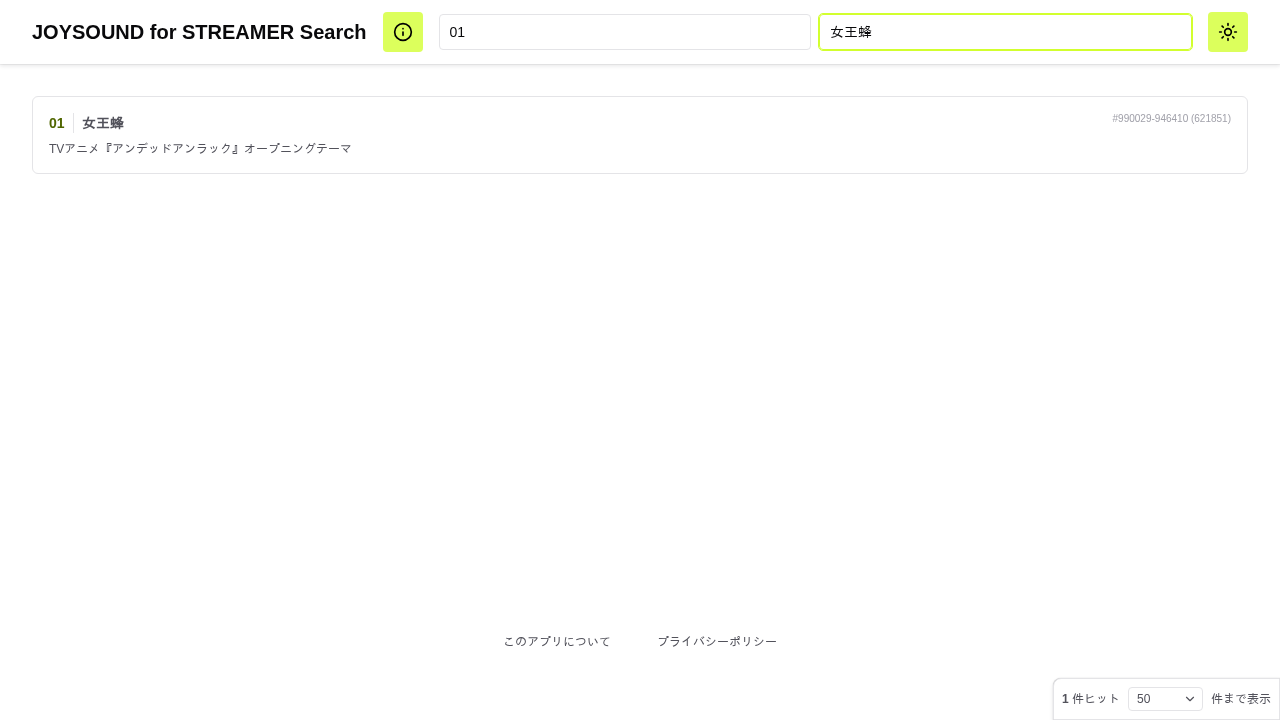 JOYSOUND for STREAMER Search
01
女王蜂
01 女王蜂
#990029-946410 (621851)
TVアニメ『アンデッドアンラック』オープニングテーマ
このアプリについて
プライバシーポリシー
1 件ヒット 50 件まで表示